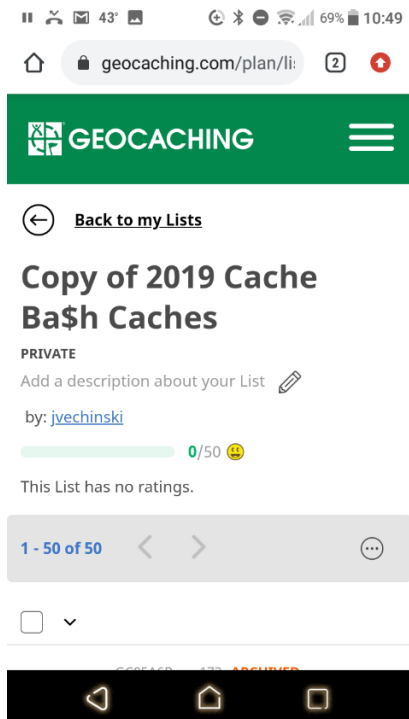 43° 69% 10:49
geocaching.com/plan/li 2
GEOCACHING
Back to my Lists
Copy of 2019 Cache
Ba$h Caches
PRIVATE
Add a description about your List
by: jvechinski
0/50
This List has no ratings.
1 - 50 of 50
ARCHIVED